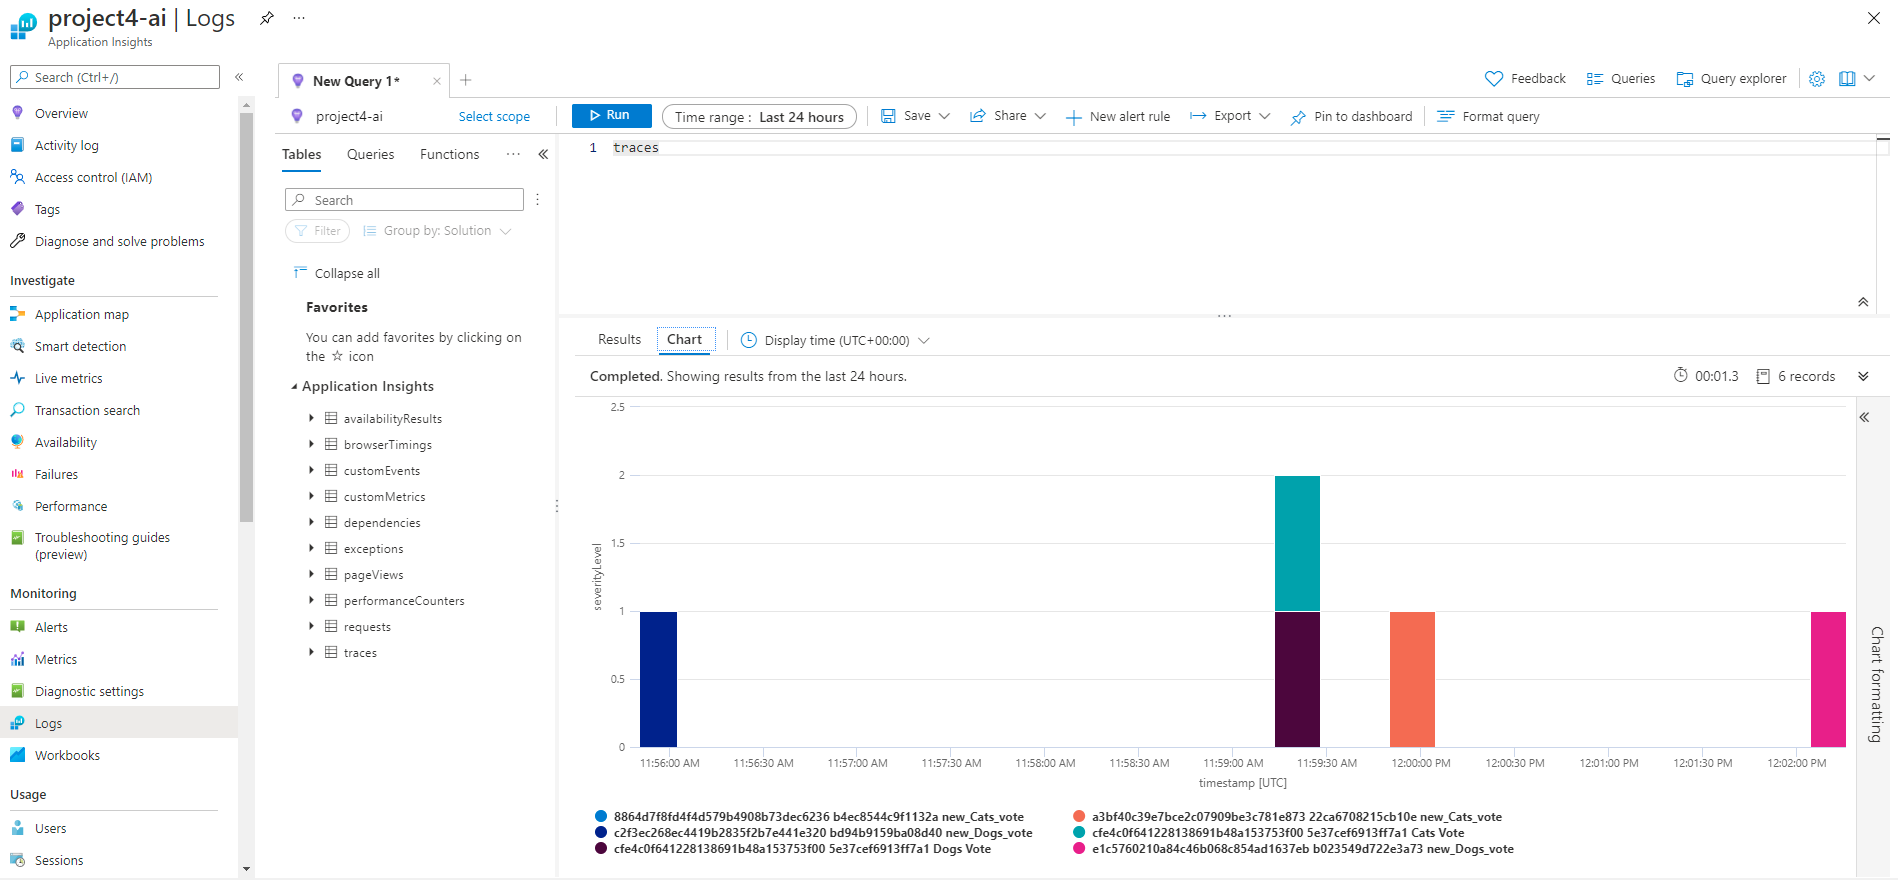 project4-ai | Logs
Application Insights
Search (Ctrl+/)
Overview
Activity log
Access control (IAM)
Tags
Diagnose and solve problems
Investigate
Application map
Smart detection
Live metrics
Transaction search
Availability
Failures
Performance
Troubleshooting guides
(preview)
Monitoring
Alerts
Metrics
Diagnostic settings
Logs
Workbooks
Usage
Users
Sessions
New Query 1*
Feedback
Queries
Query explorer
project4-ai
Select scope
Run
Time range : Last 24 hours
Save
Share
New alert rule
Export
Pin to dashboard
Format query
Tables
Queries
Functions
Search
Filter
Group by: Solution
Collapse all
Favorites
You can add favorites by clicking on
the ☆ icon
Application Insights
availabilityResults
browserTimings
customEvents
customMetrics
dependencies
exceptions
pageViews
performanceCounters
requests
traces
1 traces
Results
Chart
Display time (UTC+00:00)
Completed. Showing results from the last 24 hours.
00:01.3
6 records
2.5
2
1.5
1
0.5
0
severityLevel
11:56:00 AM
11:56:30 AM
11:57:00 AM
11:57:30 AM
11:58:00 AM
11:58:30 AM
11:59:00 AM
11:59:30 AM
12:00:00 PM
12:00:30 PM
12:01:00 PM
12:01:30 PM
12:02:00 PM
timestamp [UTC]
8864d7f8fd4f4d579b4908b73dec6236 b4ec8544c9f1132a new_Cats_vote
c2f3ec268ec4419b2835f2b7e441e320 bd94b9159ba08d40 new_Dogs_vote
cfe4c0f641228138691b48a153753f00 5e37cef6913ff7a1 Dogs Vote
a3bf40c39e7bce2c07909be3c781e873 22ca6708215cb10e new_Cats_vote
cfe4c0f641228138691b48a153753f00 5e37cef6913ff7a1 Cats Vote
e1c5760210a84c46b068c854ad1637eb b023549d722e3a73 new_Dogs_vote
Chart formatting